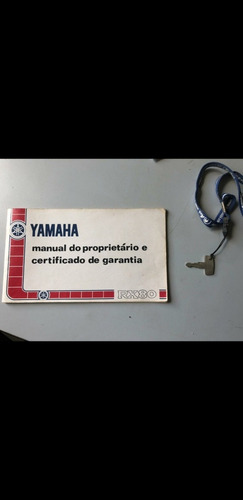 YAMAHA
manual do proprietário e
certificado de garantia
RX80